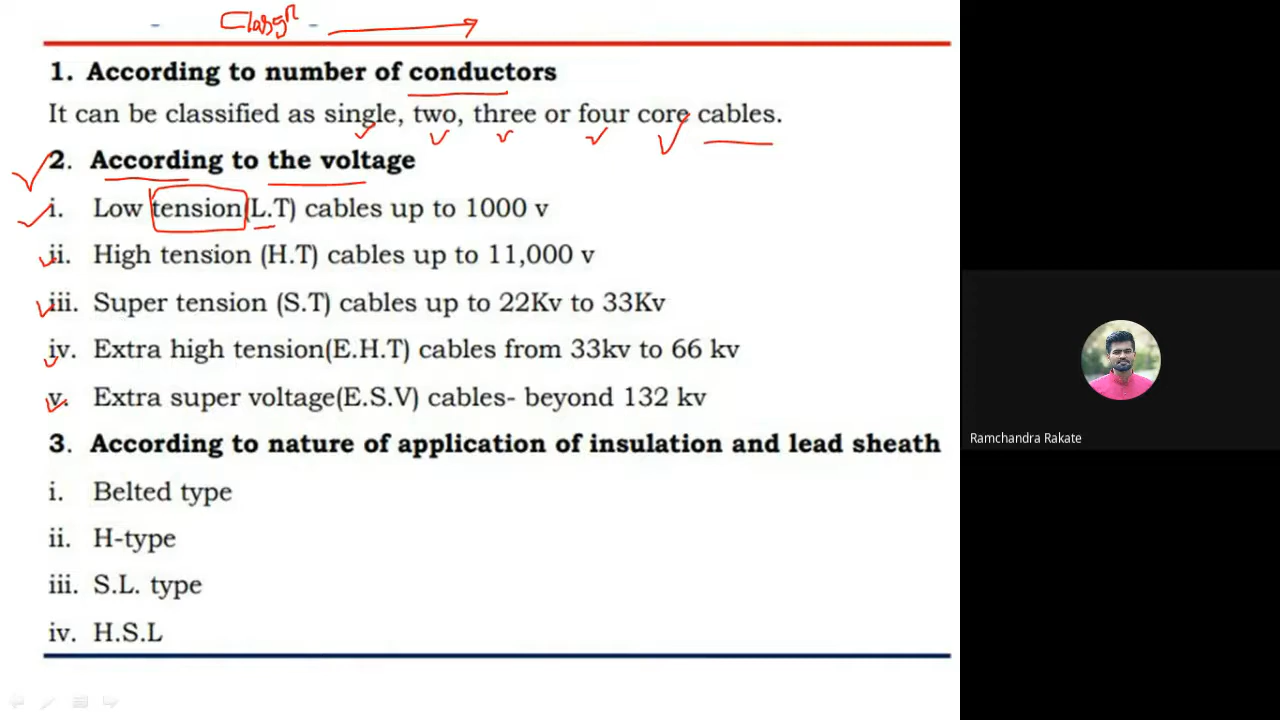 1. According to number of conductors
It can be classified as single, two, three or four core cables.
2. According to the voltage
i. Low tension(L.T) cables up to 1000 v
ii. High tension (H.T) cables up to 11,000 v
iii. Super tension (S.T) cables up to 22Kv to 33Kv
iv. Extra high tension(E.H.T) cables from 33kv to 66 kv
v. Extra super voltage(E.S.V) cables- beyond 132 kv
3. According to nature of application of insulation and lead sheath
i. Belted type
ii. H-type
iii. S.L. type
iv. H.S.L
Ramchandra Rakate